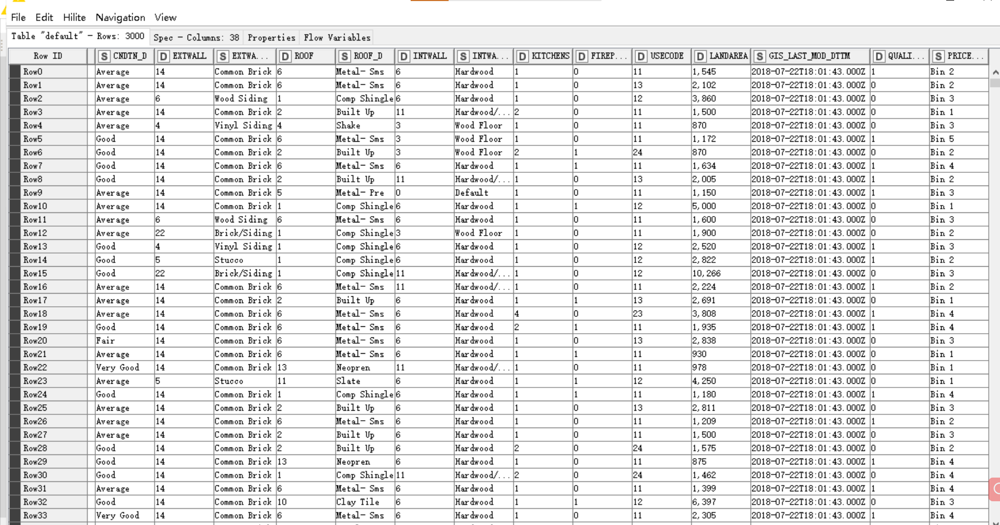 File Edit Hilite Navigation View
Table "default" - Rows: 3000 Spec - Columns: 38 Properties Flow Variables
Row ID S CNDTN_D D EXTWALL S EXTWA... D ROOF S ROOF_D D INTWALL S INTWA... D KITCHENS D FIREP... D USECODE D LANDAREA S GIS_LAST_MOD_DTTM D QUALI... S PRICE...
Row0 Average 14 Common Brick 6 Metal- Sms 6 Hardwood 1 0 11 1,545 2018-07-22T18:01:43.000Z 1 Bin 2
Row1 Average 14 Common Brick 6 Metal- Sms 6 Hardwood 1 0 13 2,102 2018-07-22T18:01:43.000Z 0 Bin 2
Row2 Average 6 Wood Siding 1 Comp Shingle 6 Hardwood 1 0 12 3,860 2018-07-22T18:01:43.000Z 0 Bin 3
Row3 Average 14 Common Brick 2 Built Up 11 Hardwood/... 2 0 11 1,500 2018-07-22T18:01:43.000Z 0 Bin 1
Row4 Average 4 Vinyl Siding 4 Shake 3 Wood Floor 1 0 11 870 2018-07-22T18:01:43.000Z 0 Bin 3
Row5 Good 14 Common Brick 6 Metal- Sms 3 Wood Floor 1 0 11 1,172 2018-07-22T18:01:43.000Z 1 Bin 5
Row6 Good 14 Common Brick 2 Built Up 3 Wood Floor 2 1 24 870 2018-07-22T18:01:43.000Z 0 Bin 2
Row7 Good 14 Common Brick 6 Metal- Sms 6 Hardwood 1 1 11 1,634 2018-07-22T18:01:43.000Z 1 Bin 4
Row8 Good 14 Common Brick 2 Built Up 11 Hardwood/... 1 0 13 2,005 2018-07-22T18:01:43.000Z 1 Bin 2
Row9 Average 14 Common Brick 5 Metal- Pre 0 Default 1 0 11 1,150 2018-07-22T18:01:43.000Z 1 Bin 3
Row10 Average 14 Common Brick 1 Comp Shingle 6 Hardwood 1 1 12 5,000 2018-07-22T18:01:43.000Z 0 Bin 1
Row11 Average 6 Wood Siding 6 Metal- Sms 6 Hardwood 1 0 11 1,600 2018-07-22T18:01:43.000Z 0 Bin 3
Row12 Average 22 Brick/Siding 1 Comp Shingle 3 Wood Floor 1 0 11 1,900 2018-07-22T18:01:43.000Z 0 Bin 2
Row13 Good 4 Vinyl Siding 1 Comp Shingle 6 Hardwood 1 0 12 2,520 2018-07-22T18:01:43.000Z 1 Bin 3
Row14 Good 5 Stucco 1 Comp Shingle 6 Hardwood 1 0 12 2,822 2018-07-22T18:01:43.000Z 1 Bin 2
Row15 Good 22 Brick/Siding 1 Comp Shingle 11 Hardwood/... 1 0 12 10,266 2018-07-22T18:01:43.000Z 0 Bin 3
Row16 Average 14 Common Brick 6 Metal- Sms 11 Hardwood/... 1 0 11 2,224 2018-07-22T18:01:43.000Z 1 Bin 2
Row17 Average 14 Common Brick 2 Built Up 6 Hardwood 1 1 13 2,691 2018-07-22T18:01:43.000Z 0 Bin 1
Row18 Average 14 Common Brick 6 Metal- Sms 6 Hardwood 4 0 23 3,808 2018-07-22T18:01:43.000Z 1 Bin 4
Row19 Good 14 Common Brick 6 Metal- Sms 6 Hardwood 2 1 11 1,935 2018-07-22T18:01:43.000Z 1 Bin 4
Row20 Fair 14 Common Brick 6 Metal- Sms 6 Hardwood 1 0 13 2,838 2018-07-22T18:01:43.000Z 0 Bin 3
Row21 Average 14 Common Brick 6 Metal- Sms 6 Hardwood 1 1 11 930 2018-07-22T18:01:43.000Z 0 Bin 1
Row22 Very Good 14 Common Brick 13 Neopren 11 Hardwood/... 1 0 11 978 2018-07-22T18:01:43.000Z 0 Bin 1
Row23 Average 5 Stucco 11 Slate 6 Hardwood 1 1 12 4,250 2018-07-22T18:01:43.000Z 0 Bin 1
Row24 Good 14 Common Brick 1 Comp Shingle 6 Hardwood 1 1 11 1,180 2018-07-22T18:01:43.000Z 1 Bin 4
Row25 Average 14 Common Brick 2 Built Up 6 Hardwood 1 0 13 2,811 2018-07-22T18:01:43.000Z 0 Bin 3
Row26 Average 14 Common Brick 6 Metal- Sms 6 Hardwood 1 0 11 1,209 2018-07-22T18:01:43.000Z 1 Bin 2
Row27 Average 14 Common Brick 2 Built Up 6 Hardwood 1 0 11 1,500 2018-07-22T18:01:43.000Z 0 Bin 3
Row28 Good 14 Common Brick 2 Built Up 6 Hardwood 2 0 24 1,575 2018-07-22T18:01:43.000Z 0 Bin 2
Row29 Good 14 Common Brick 13 Neopren 6 Hardwood 1 0 11 875 2018-07-22T18:01:43.000Z 1 Bin 4
Row30 Good 14 Common Brick 1 Comp Shingle 11 Hardwood/... 2 0 24 1,462 2018-07-22T18:01:43.000Z 0 Bin 4
Row31 Average 14 Common Brick 6 Metal- Sms 6 Hardwood 1 0 11 1,399 2018-07-22T18:01:43.000Z 1 Bin 4
Row32 Good 14 Common Brick 10 Clay Tile 6 Hardwood 1 1 12 6,397 2018-07-22T18:01:43.000Z 0 Bin 3
Row33 Very Good 14 Common Brick 6 Metal- Sms 6 Hardwood 1 0 11 2,305 2018-07-22T18:01:43.000Z 1 Bin 4